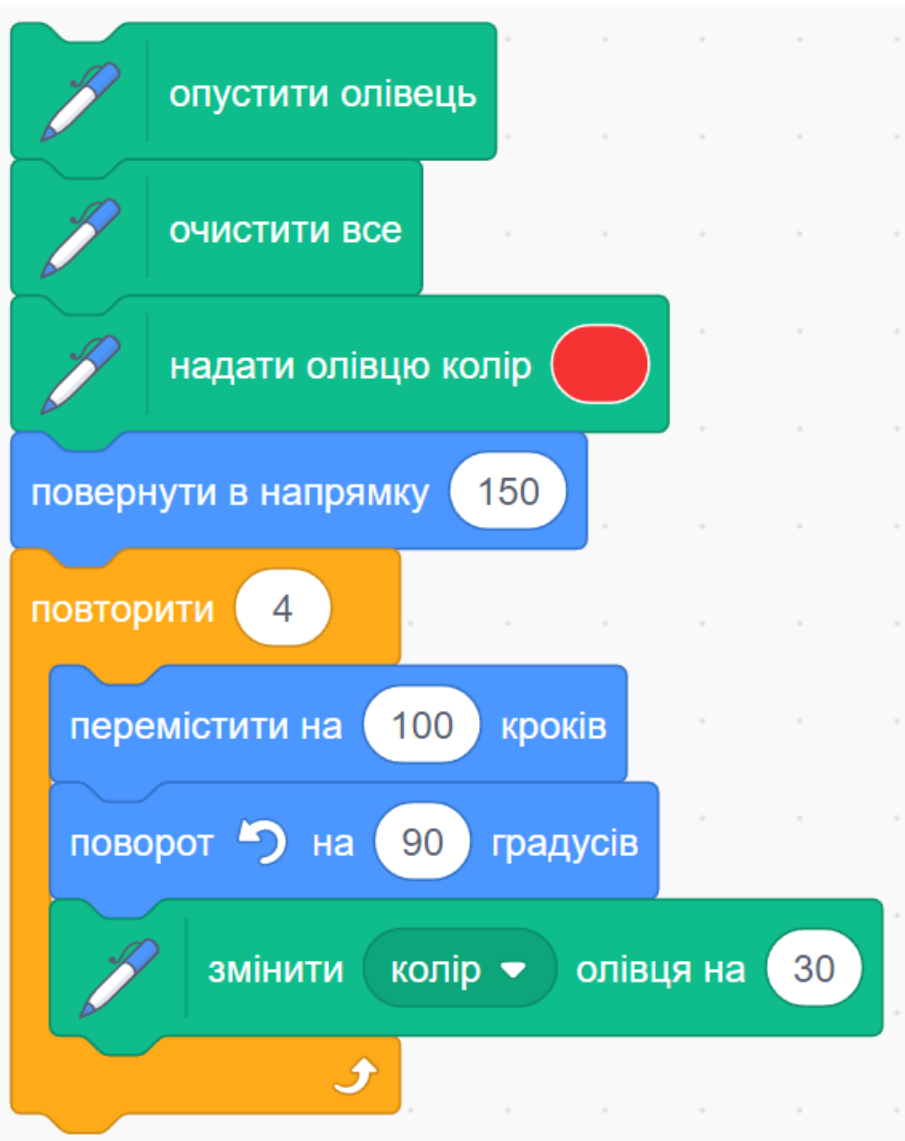 опустити олівець
очистити все
надати олівцю колір
повернути в напрямку 150
повторити 4
перемістити на 100 кроків
поворот на 90 градусів
змінити колір олівця на 30